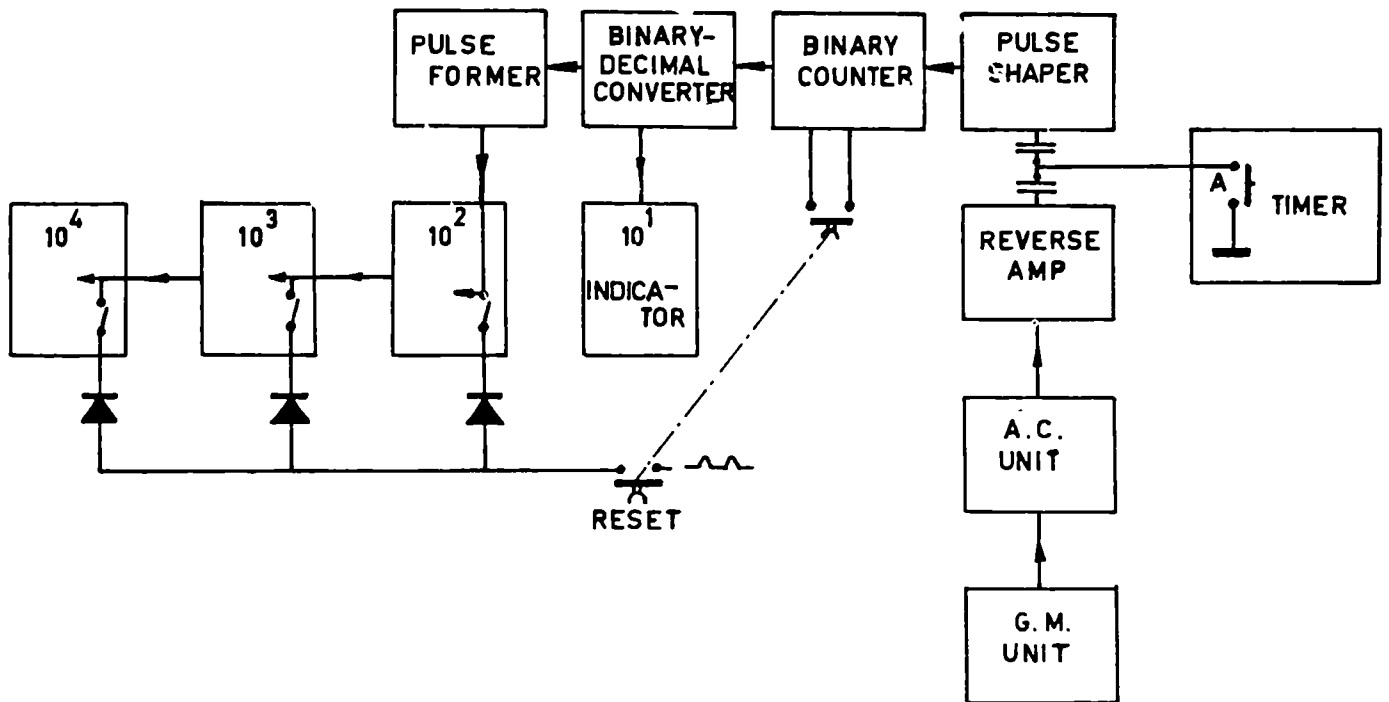 PULSE
FORMER
BINARY-
DECIMAL
CONVERTER
BINARY
COUNTER
PULSE
SHAPER
A
TIMER
10⁴
10³
10²
10¹
INDICA-
TOR
REVERSE
AMP
RESET
A.C.
UNIT
G.M.
UNIT